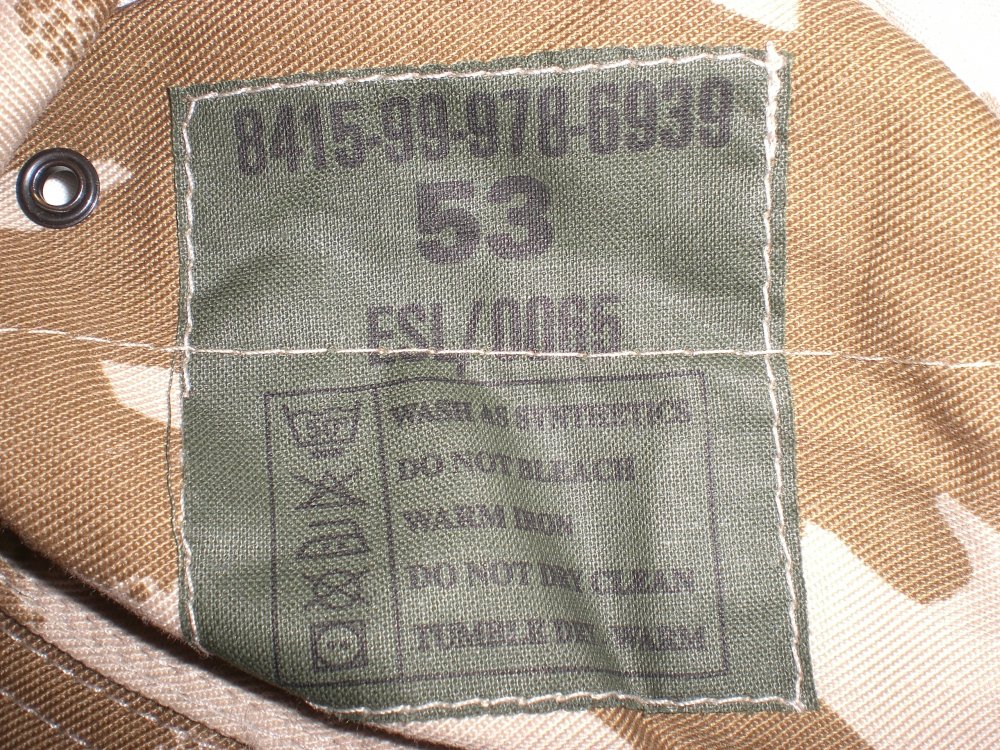 8415-99-978-6939
53
ESL/0085
WASH AS SYNTHETICS
DO NOT BLEACH
WARM IRON
DO NOT DRY CLEAN
TUMBLE DRY WARM